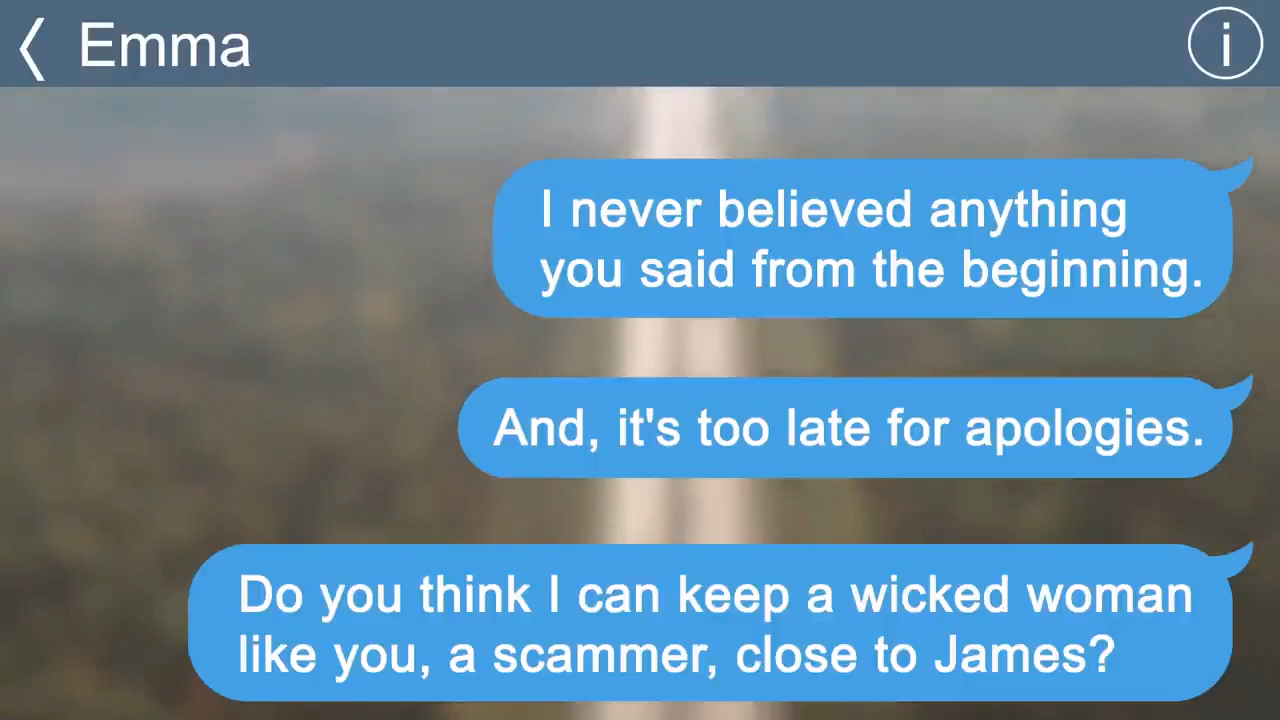 Emma
i
I never believed anything
you said from the beginning.
And, it's too late for apologies.
Do you think I can keep a wicked woman
like you, a scammer, close to James?